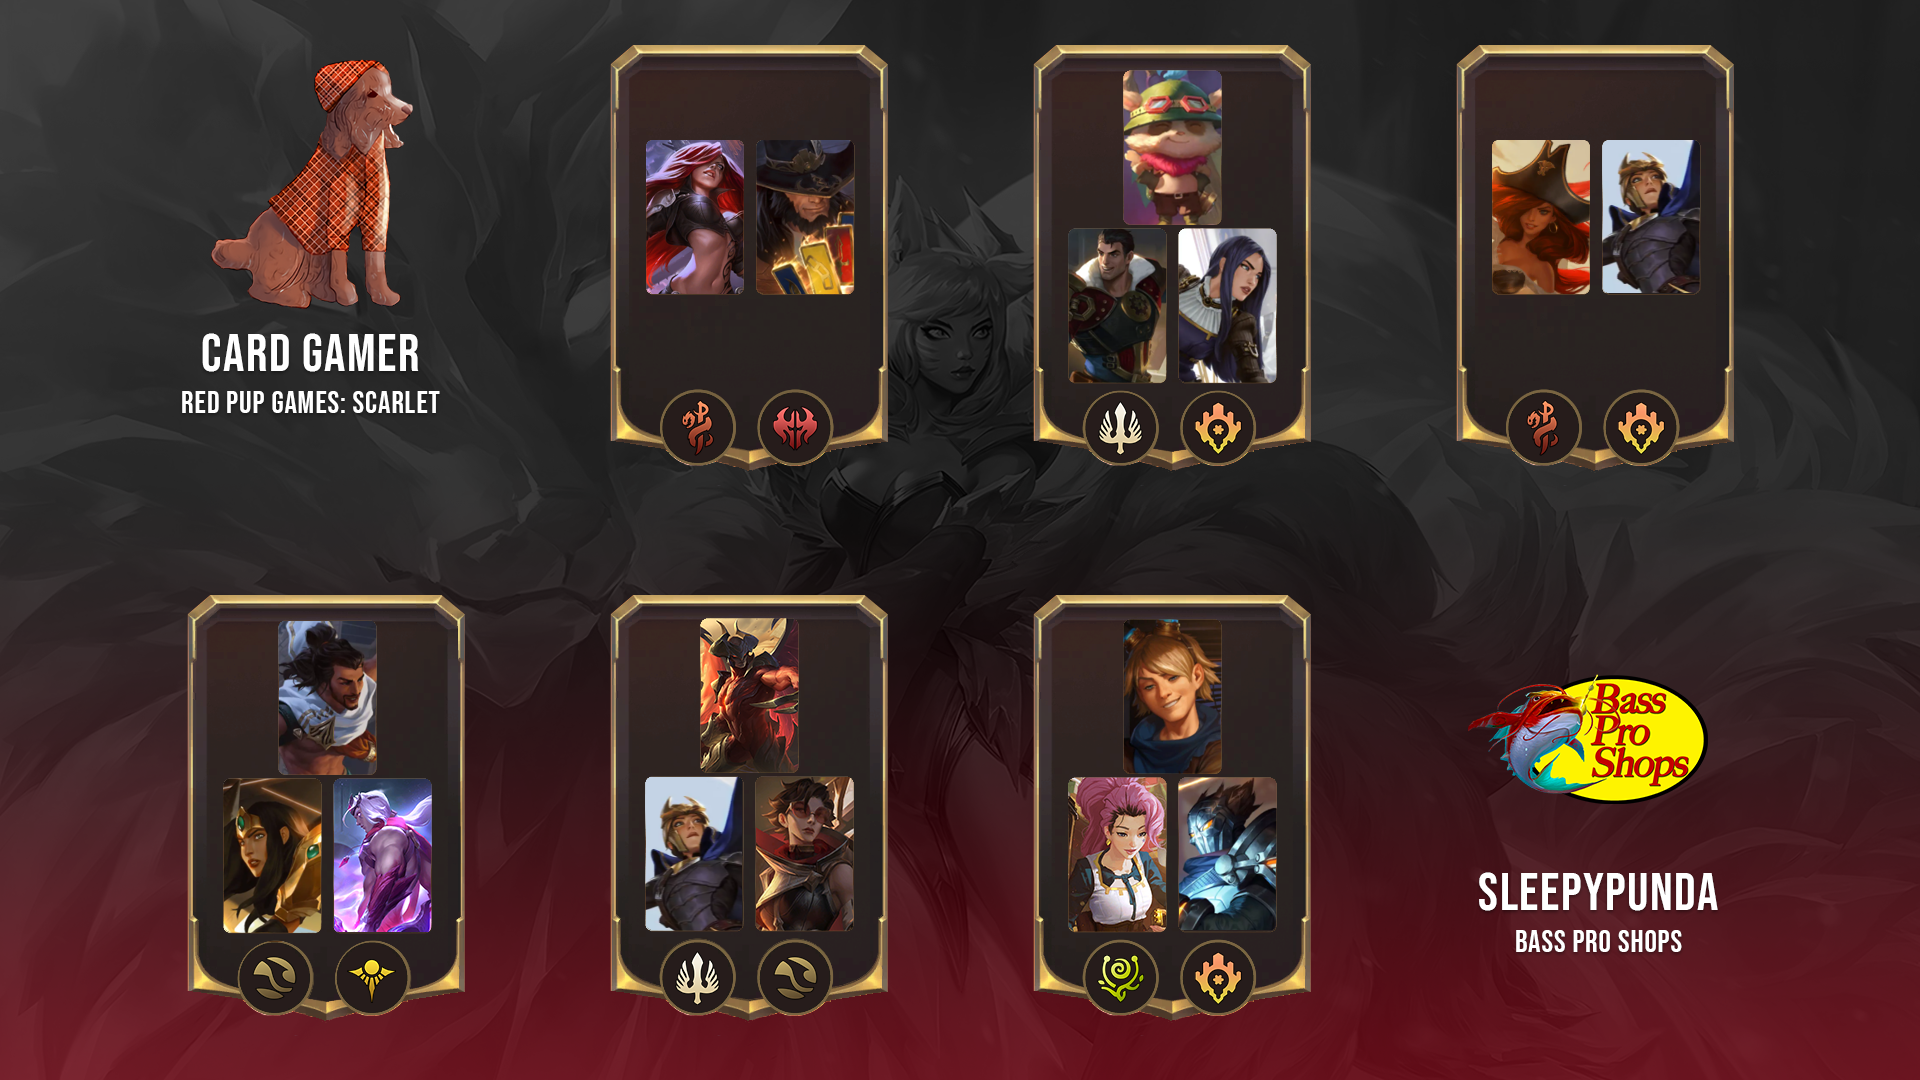 CARD GAMER
RED PUP GAMES: SCARLET
Bass
Pro
Shops
SLEEPYPUNDA
BASS PRO SHOPS